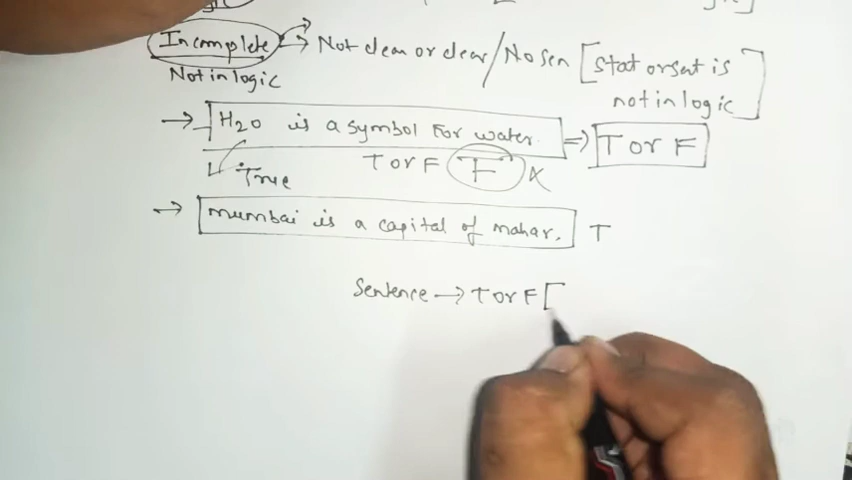 Incomplete → Not clear or clear / No sen [stat or sent is
Not in logic not in logic]
→ H2O is a symbol for water. ⇒ T or F
True T or F F X
→ mumbai is a capital of mahar. T
Sentence → T or F [